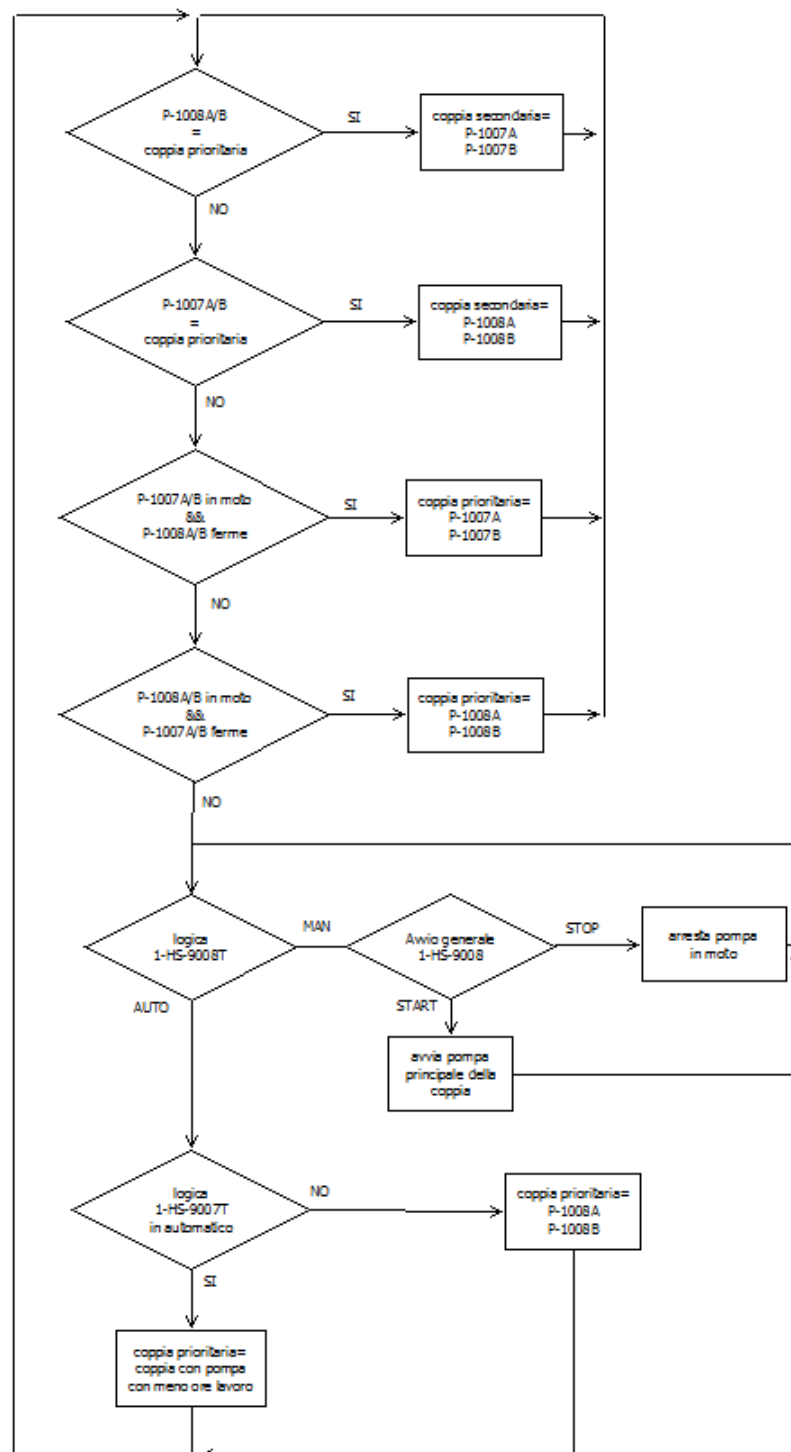 P-1008A/B
=
coppia prioritaria
SI
coppia secondaria=
P-1007A
P-1007B
NO
P-1007A/B
=
coppia prioritaria
SI
coppia secondaria=
P-1008A
P-1008B
NO
P-1007A/B in moto
&&
P-1008A/B ferme
SI
coppia prioritaria=
P-1007A
P-1007B
NO
P-1008A/B in moto
&&
P-1007A/B ferme
SI
coppia prioritaria=
P-1008A
P-1008B
NO
logica
1-HS-9008T
MAN
Avvio generale
1-HS-9008
STOP
arresta pompa
in moto
AUTO
START
avvia pompa
principale della
coppia
logica
1-HS-9007T
in automatico
NO
coppia prioritaria=
P-1008A
P-1008B
SI
coppia prioritaria=
coppia con pompa
con meno ore lavoro